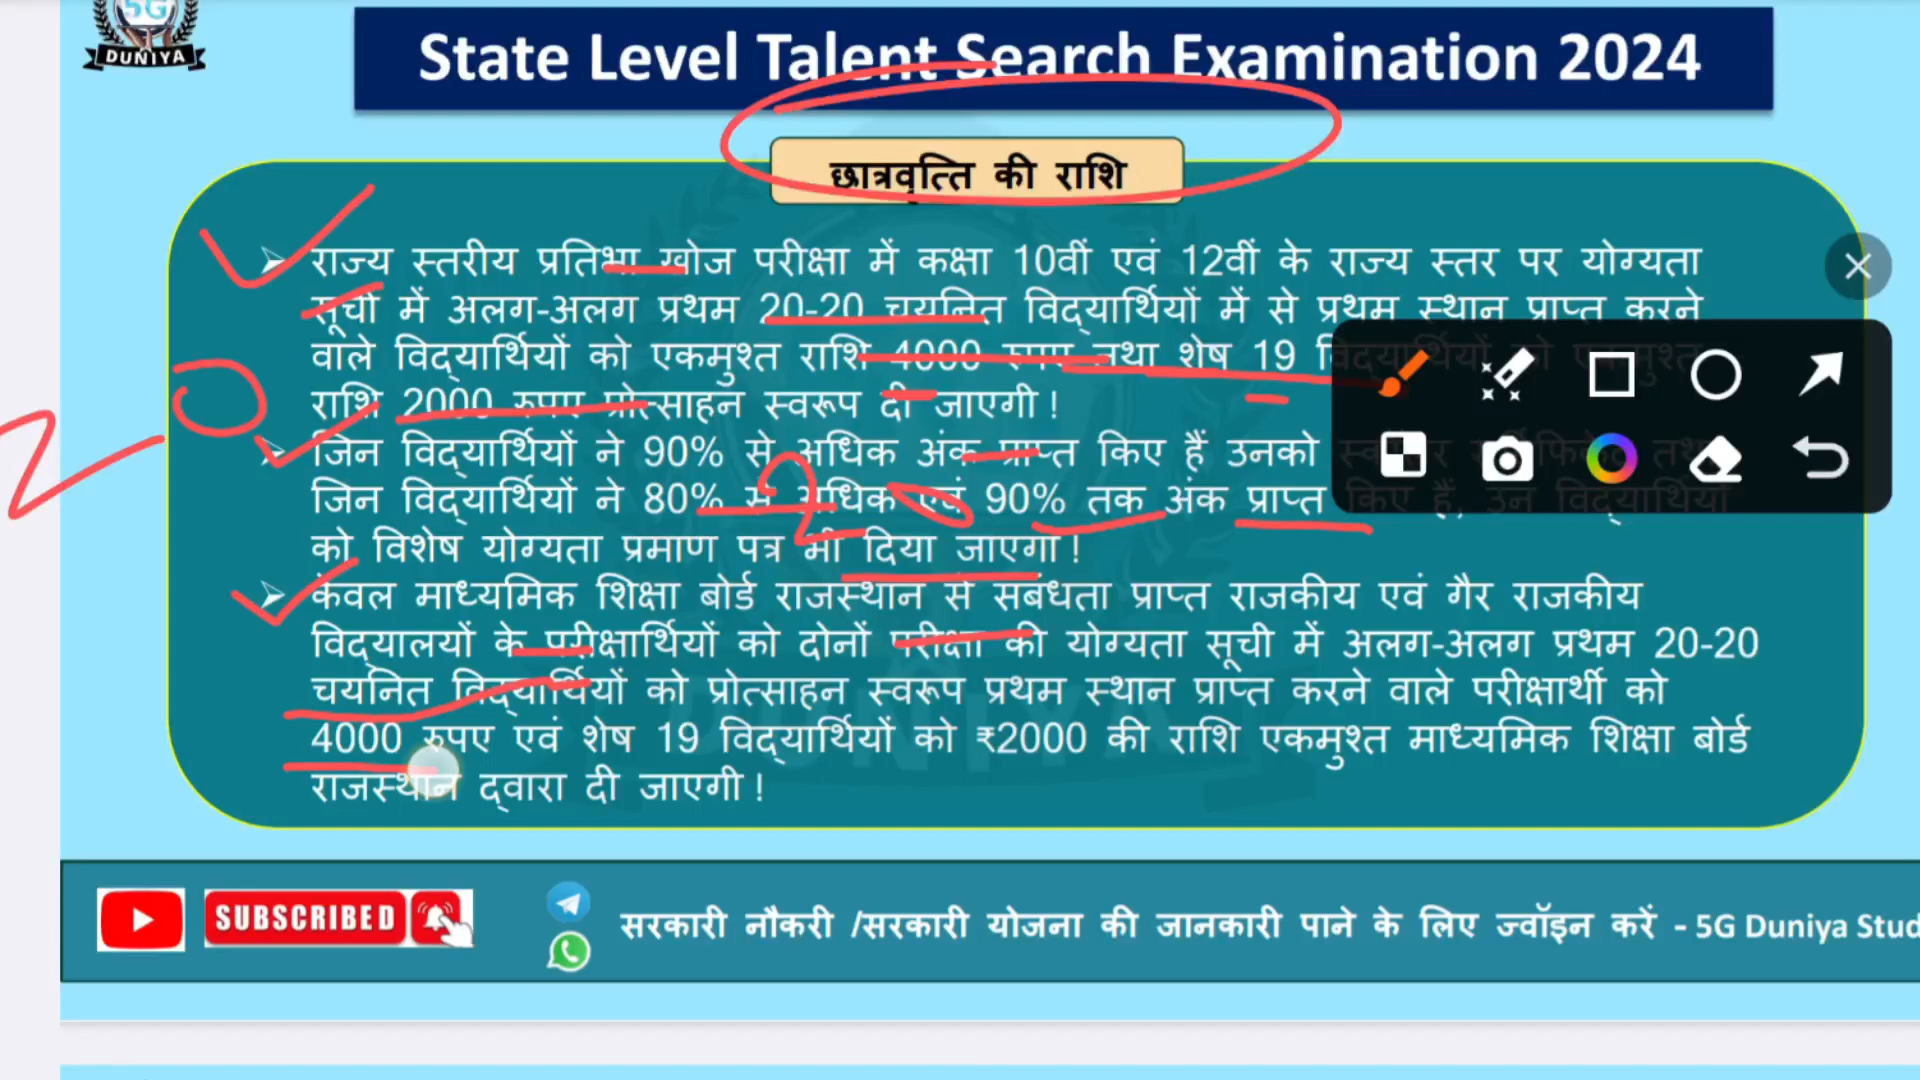 5G
DUNIYA
State Level Talent Search Examination 2024
छात्रवृत्ति की राशि
राज्य स्तरीय प्रतिभा खोज परीक्षा में कक्षा 10वीं एवं 12वीं के राज्य स्तर पर योग्यता
सूची में अलग-अलग प्रथम 20-20 चयनित विद्यार्थियों में से प्रथम स्थान प्राप्त करने
वाले विद्यार्थियों को एकमुश्त राशि 4000 रुपए तथा शेष 19 विद्यार्थियों को एकमुश्त
राशि 2000 रूपए प्रोत्साहन स्वरूप दी जाएगी !
जिन विद्यार्थियों ने 90% से अधिक अंक प्राप्त किए हैं उनको
जिन विद्यार्थियों ने 80% से अधिक एवं 90% तक अंक प्राप्त किए हैं, उन विद्यार्थियों
को विशेष योग्यता प्रमाण पत्र भी दिया जाएगा !
केवल माध्यमिक शिक्षा बोर्ड राजस्थान से संबंधता प्राप्त राजकीय एवं गैर राजकीय
विद्यालयों के परीक्षार्थियों को दोनों परीक्षा की योग्यता सूची में अलग-अलग प्रथम 20-20
चयनित विद्यार्थियों को प्रोत्साहन स्वरूप प्रथम स्थान प्राप्त करने वाले परीक्षार्थी को
4000 रुपए एवं शेष 19 विद्यार्थियों को ₹2000 की राशि एकमुश्त माध्यमिक शिक्षा बोर्ड
राजस्थान द्वारा दी जाएगी !
SUBSCRIBED
सरकारी नौकरी /सरकारी योजना की जानकारी पाने के लिए ज्वॉइन करें - 5G Duniya Stud